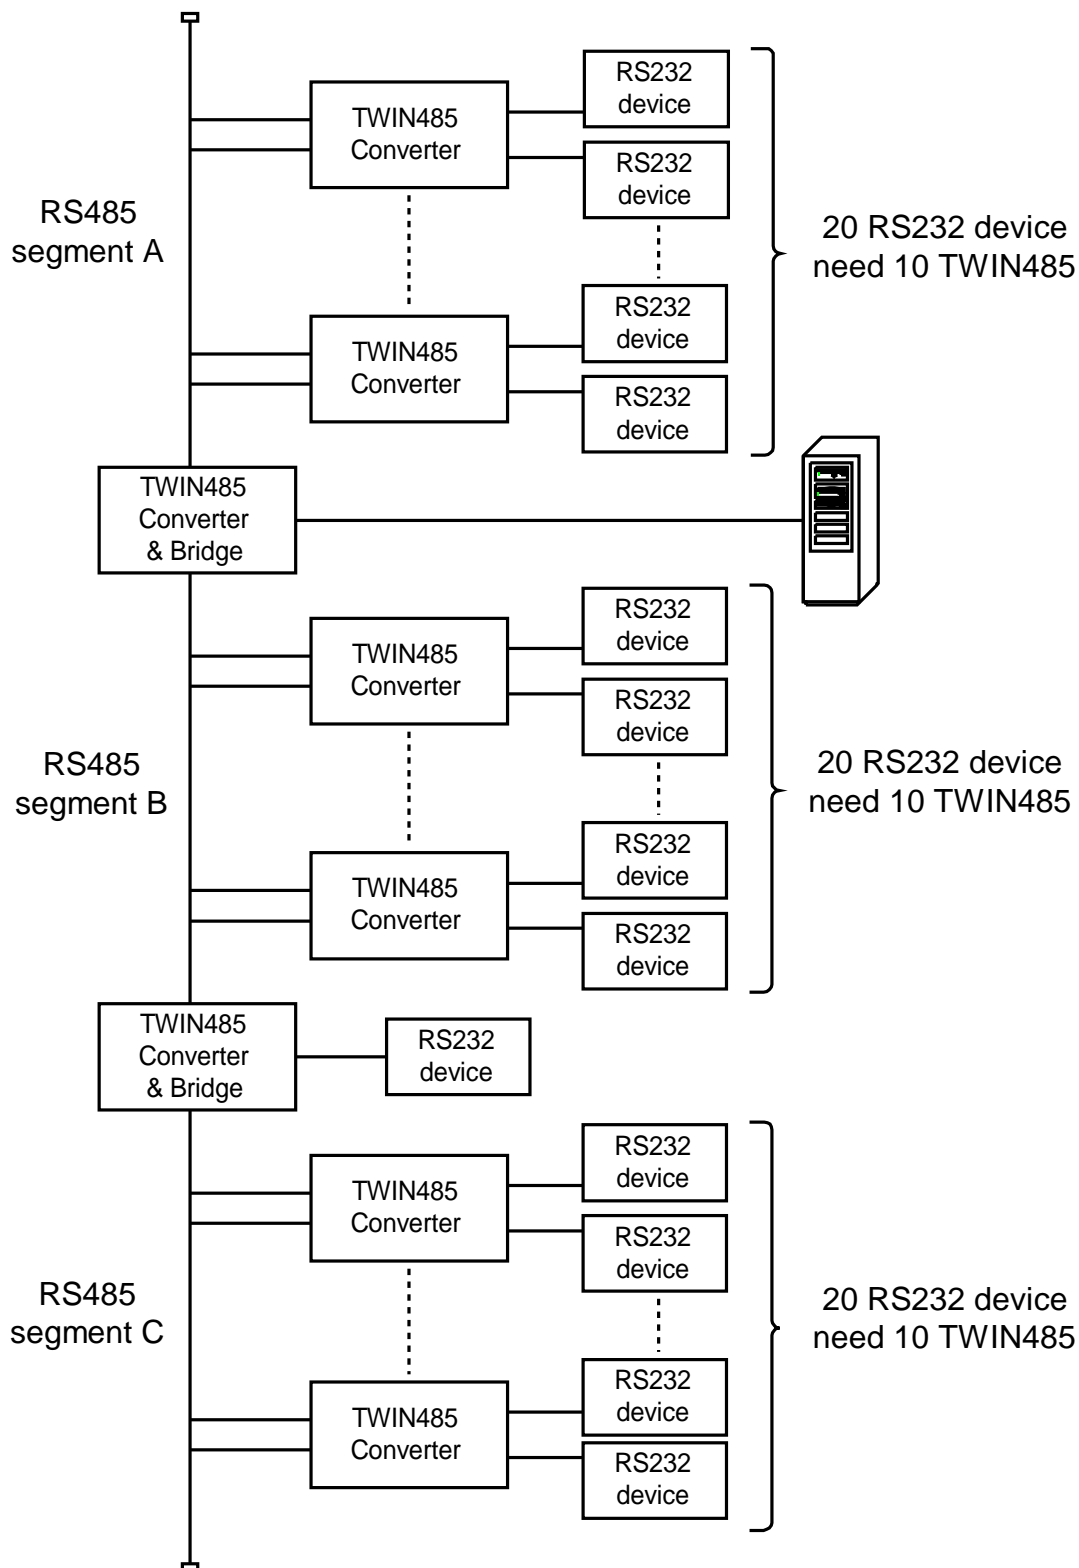 RS485
segment A
TWIN485
Converter
RS232
device
RS232
device
TWIN485
Converter
RS232
device
RS232
device
20 RS232 device
need 10 TWIN485
TWIN485
Converter
& Bridge
RS485
segment B
TWIN485
Converter
RS232
device
RS232
device
TWIN485
Converter
RS232
device
RS232
device
20 RS232 device
need 10 TWIN485
TWIN485
Converter
& Bridge
RS232
device
RS485
segment C
TWIN485
Converter
RS232
device
RS232
device
TWIN485
Converter
RS232
device
RS232
device
20 RS232 device
need 10 TWIN485